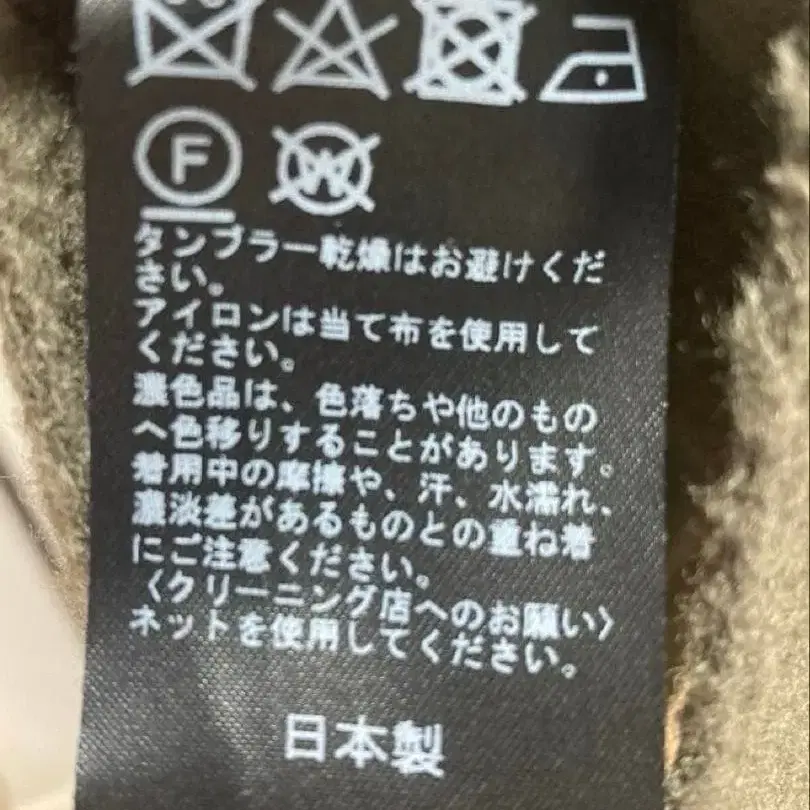 F W
タンブラー乾燥はお避けくだ
さい。
アイロンは当て布を使用して
ください。
濃色品は、色落ちや他のもの
へ色移りすることがあります。
着用中の摩擦や、汗、水濡れ、
濃淡差があるものとの重ね着
にご注意ください。
〈クリーニング店へのお願い〉
ネットを使用してください。
日本製